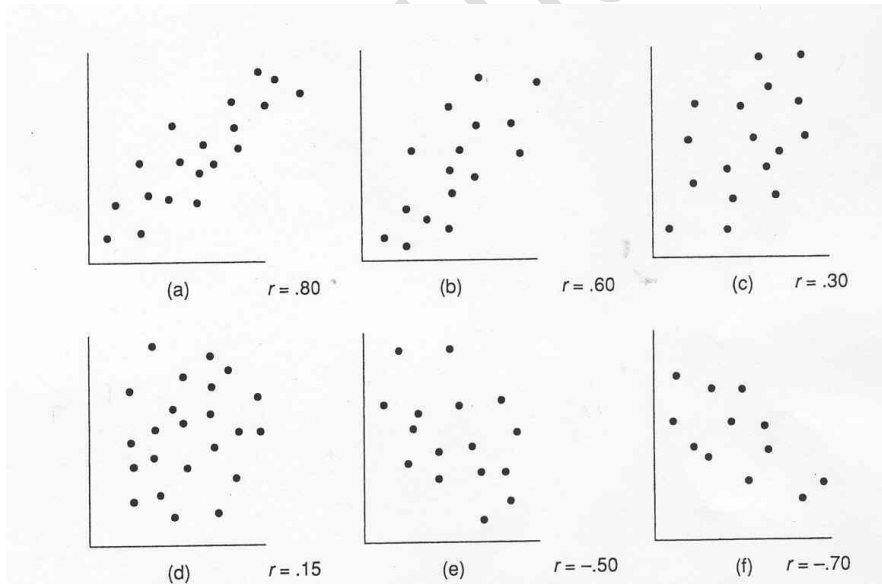 (a) r = .80
(b) r = .60
(c) r = .30
(d) r = .15
(e) r = –.50
(f) r = –.70